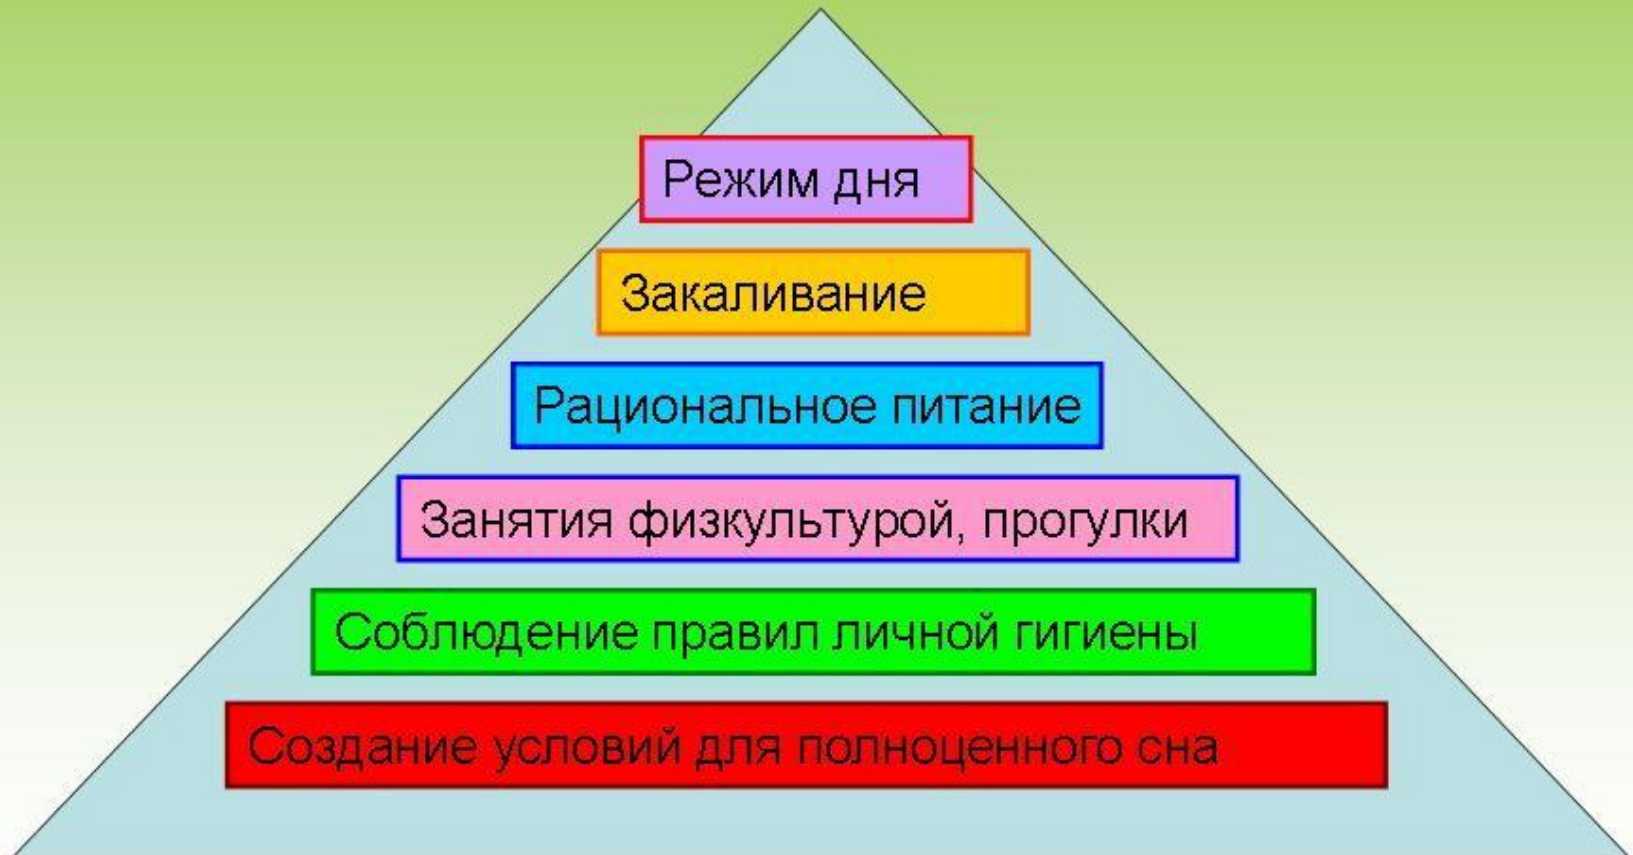 Режим дня
Закаливание
Рациональное питание
Занятия физкультурой, прогулки
Соблюдение правил личной гигиены
Создание условий для полноценного сна